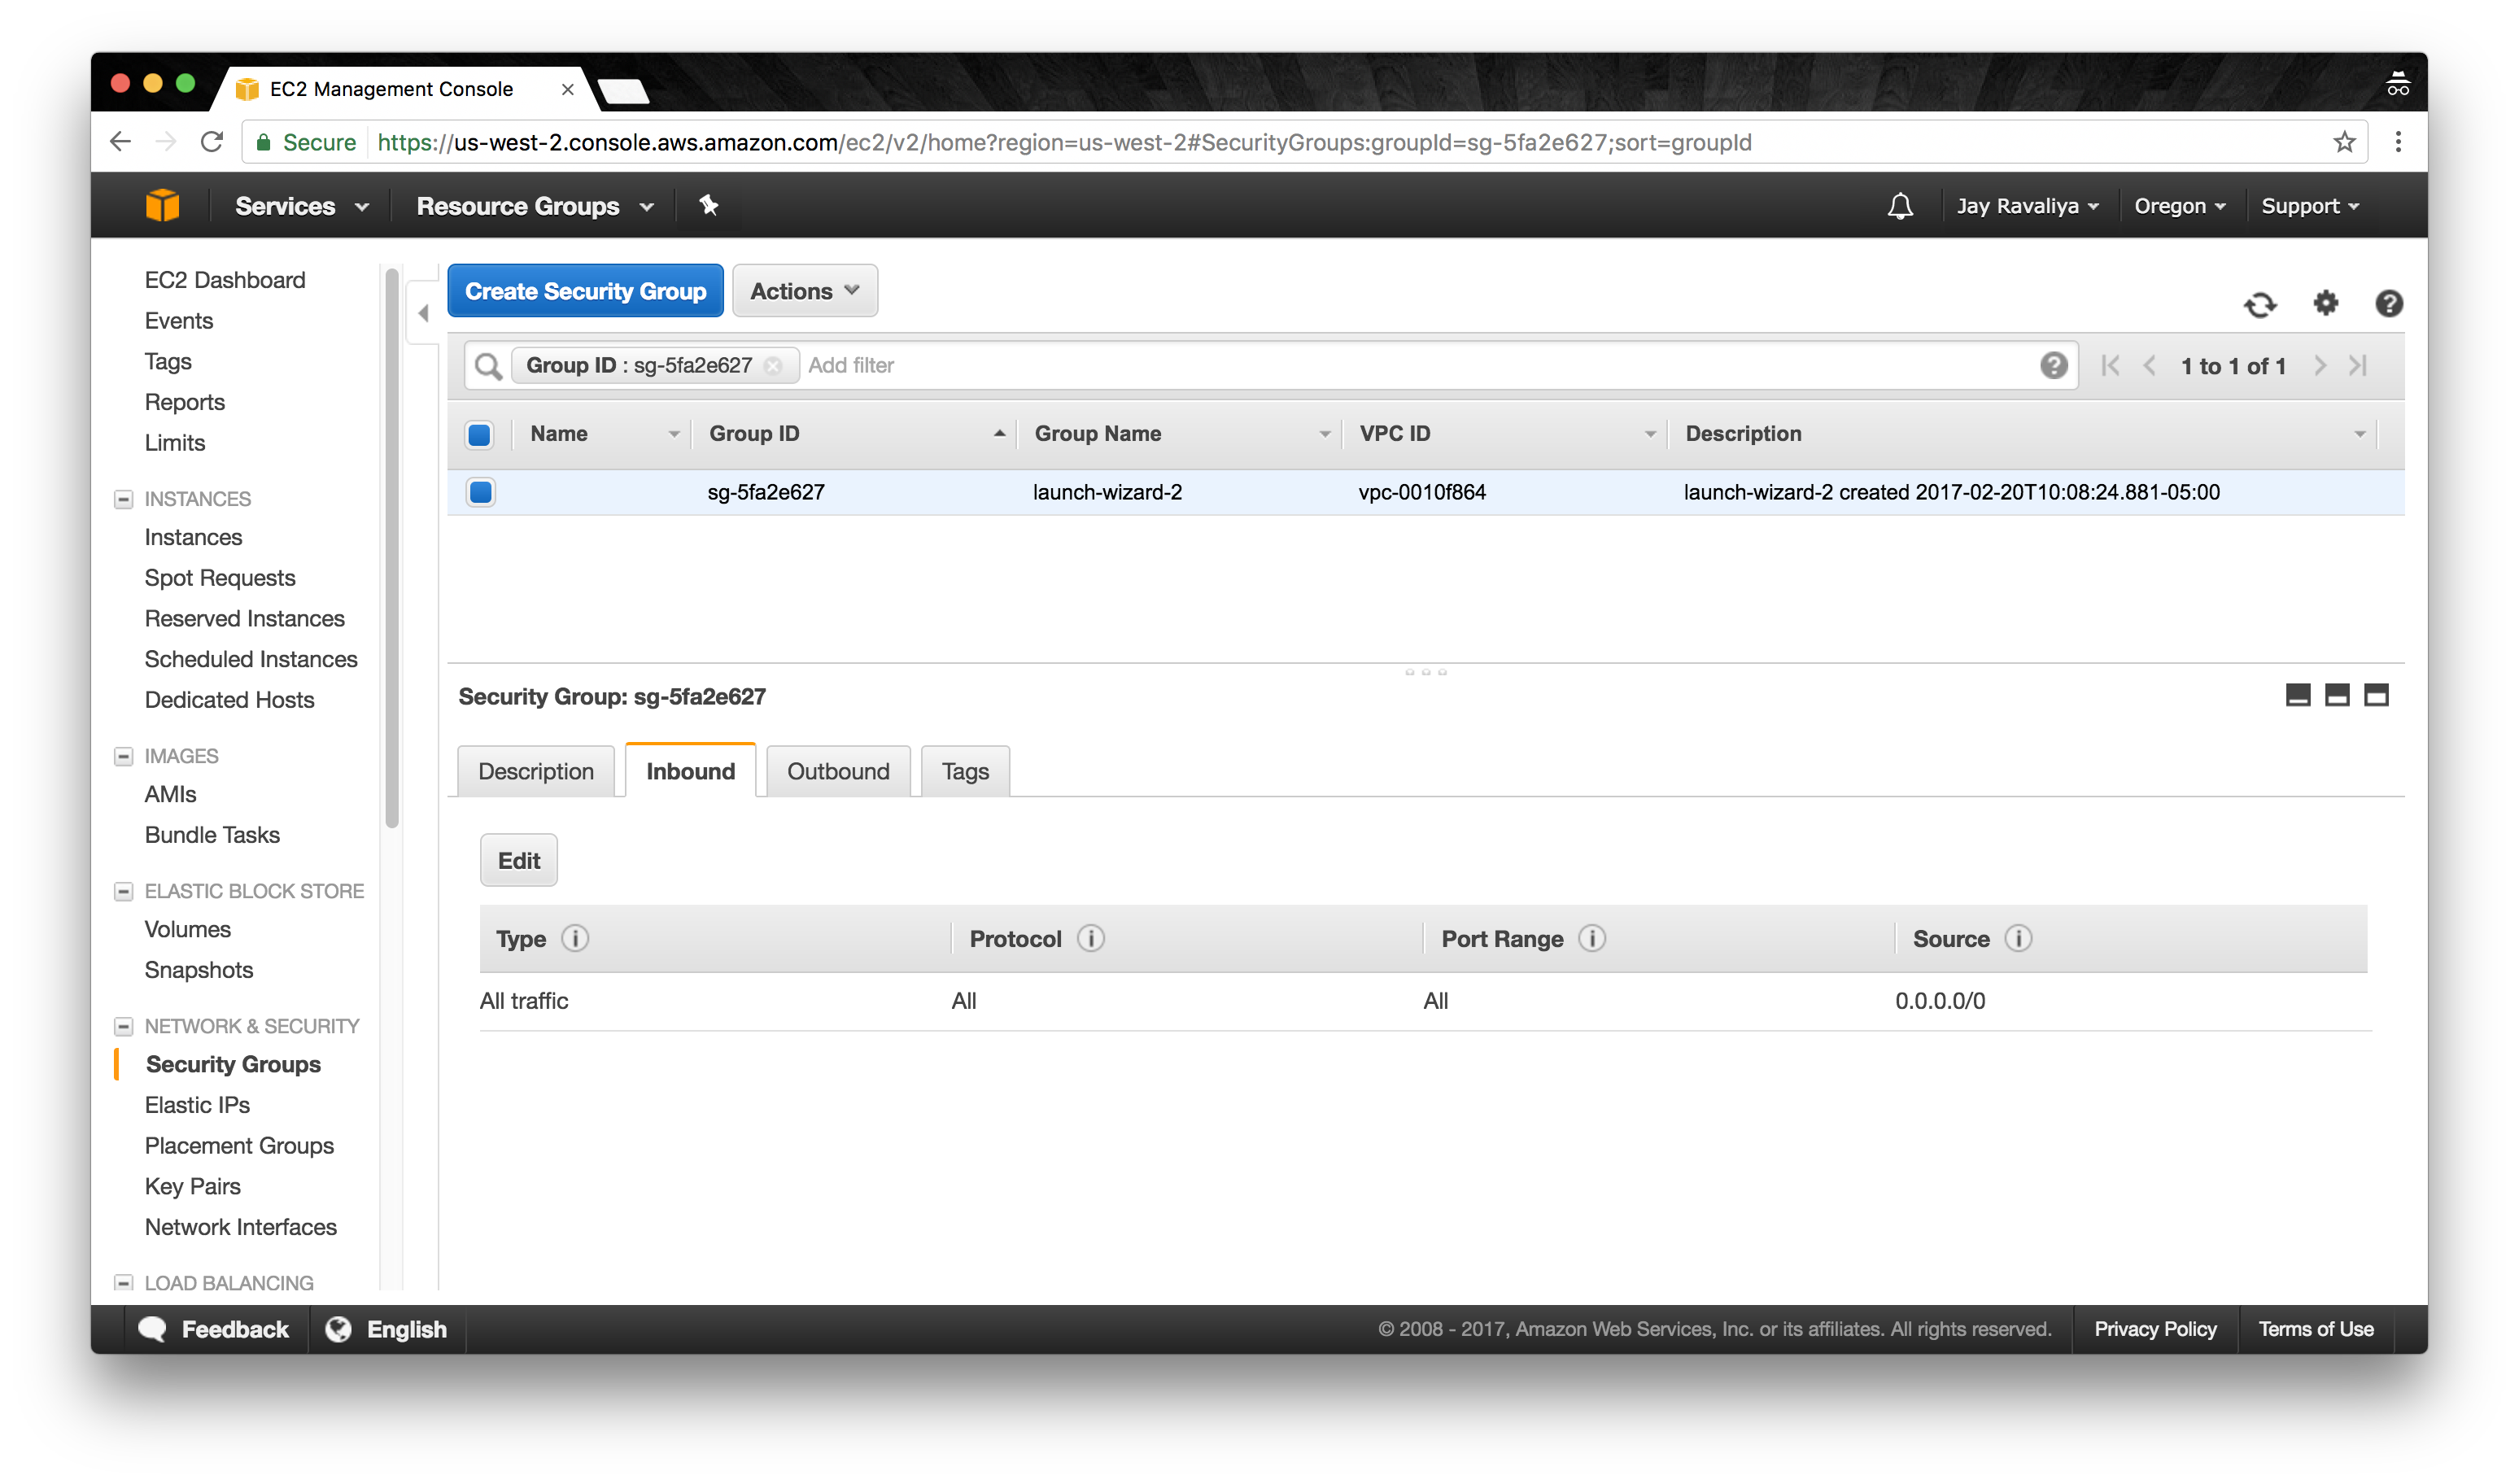 EC2 Management Console
Secure https://us-west-2.console.aws.amazon.com/ec2/v2/home?region=us-west-2#SecurityGroups:groupId=sg-5fa2e627;sort=groupId
Services Resource Groups Jay Ravaliya Oregon Support
EC2 Dashboard
Events
Tags
Reports
Limits
INSTANCES
Instances
Spot Requests
Reserved Instances
Scheduled Instances
Dedicated Hosts
IMAGES
AMIs
Bundle Tasks
ELASTIC BLOCK STORE
Volumes
Snapshots
NETWORK & SECURITY
Security Groups
Elastic IPs
Placement Groups
Key Pairs
Network Interfaces
LOAD BALANCING
Create Security Group Actions
Group ID : sg-5fa2e627 Add filter 1 to 1 of 1
Name Group ID Group Name VPC ID Description
sg-5fa2e627 launch-wizard-2 vpc-0010f864 launch-wizard-2 created 2017-02-20T10:08:24.881-05:00
Security Group: sg-5fa2e627
Description Inbound Outbound Tags
Edit
Type Protocol Port Range Source
All traffic All All 0.0.0.0/0
Feedback English © 2008 - 2017, Amazon Web Services, Inc. or its affiliates. All rights reserved. Privacy Policy Terms of Use